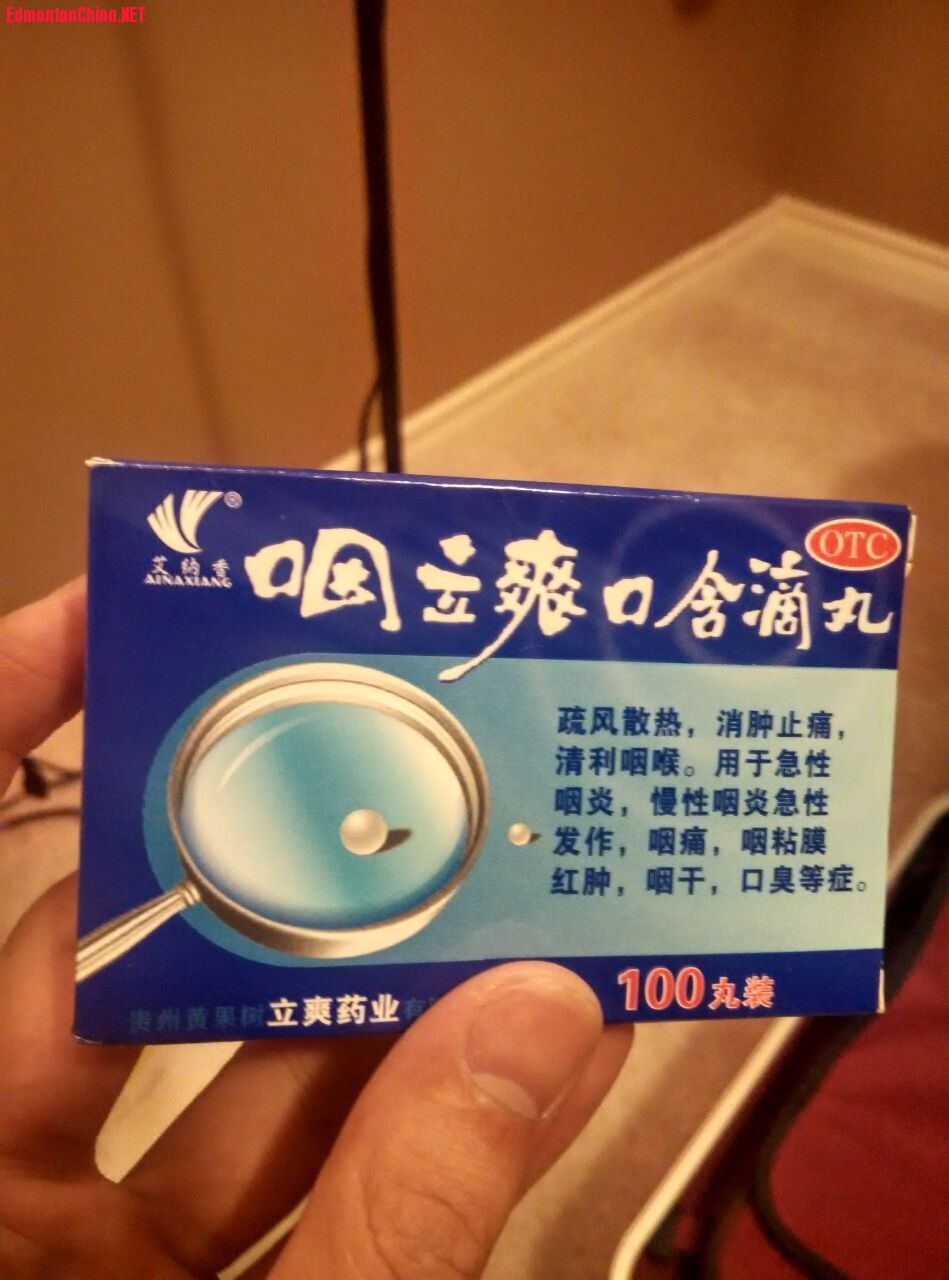 EdmontonChina.NET
®
艾纳香
AINAXIANG
咽立爽口含滴丸
OTC
疏风散热，消肿止痛，
清利咽喉。用于急性
咽炎，慢性咽炎急性
发作，咽痛，咽粘膜
红肿，咽干，口臭等症。
100丸装
贵州黄果树立爽药业有